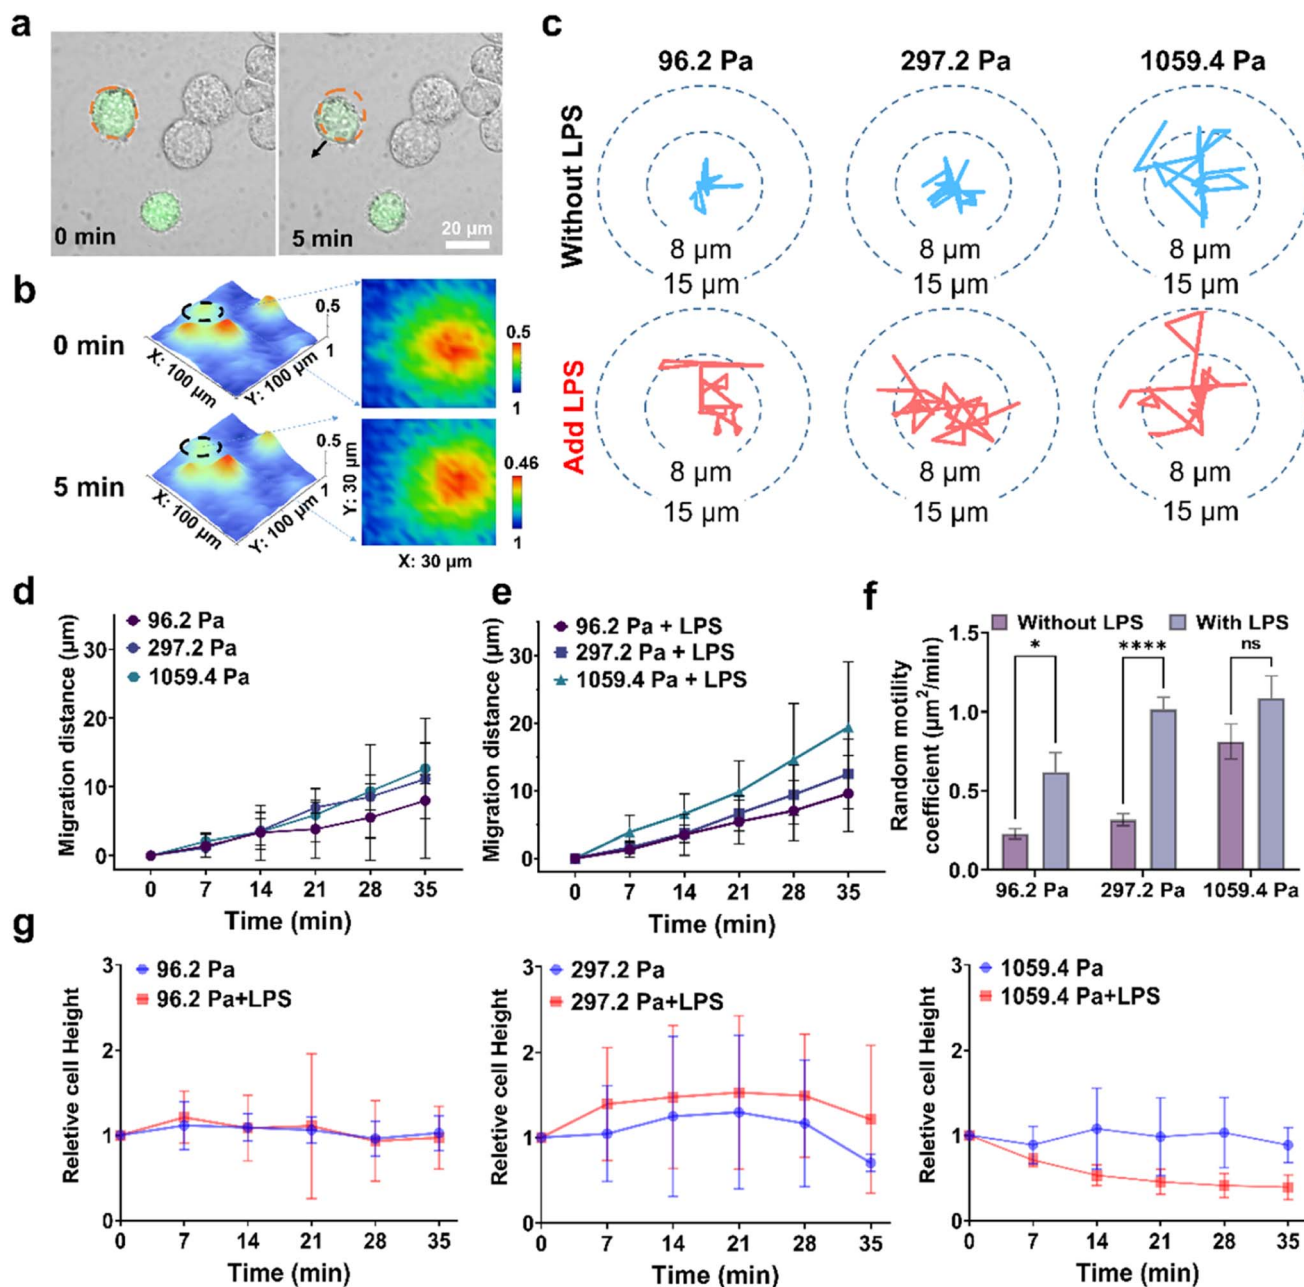 a
0 min
5 min
20 µm
b
0 min
X: 100 µm
Y: 100 µm
0.5
1
0.5
1
5 min
X: 100 µm
Y: 100 µm
0.5
1
Y: 30 µm
X: 30 µm
0.46
1
c
96.2 Pa
297.2 Pa
1059.4 Pa
Without LPS
8 µm
15 µm
8 µm
15 µm
8 µm
15 µm
Add LPS
8 µm
15 µm
8 µm
15 µm
8 µm
15 µm
d
Migration distance (µm)
96.2 Pa
297.2 Pa
1059.4 Pa
30
20
10
0
0 7 14 21 28 35
Time (min)
e
Migration distance (µm)
96.2 Pa + LPS
297.2 Pa + LPS
1059.4 Pa + LPS
30
20
10
0
0 7 14 21 28 35
Time (min)
f
Random motility
coefficient (µm²/min)
Without LPS
With LPS
1.5
1.0
0.5
0.0
*
****
ns
96.2 Pa 297.2 Pa 1059.4 Pa
g
Reletive cell Height
96.2 Pa
96.2 Pa+LPS
3
2
1
0
0 7 14 21 28 35
Time (min)
Reletive cell Height
297.2 Pa
297.2 Pa+LPS
3
2
1
0
0 7 14 21 28 35
Time (min)
Reletive cell Height
1059.4 Pa
1059.4 Pa+LPS
3
2
1
0
0 7 14 21 28 35
Time (min)